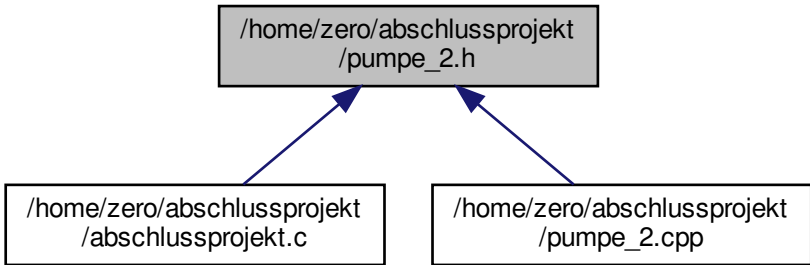 /home/zero/abschlussprojekt
/pumpe_2.h
/home/zero/abschlussprojekt
/abschlussprojekt.c
/home/zero/abschlussprojekt
/pumpe_2.cpp